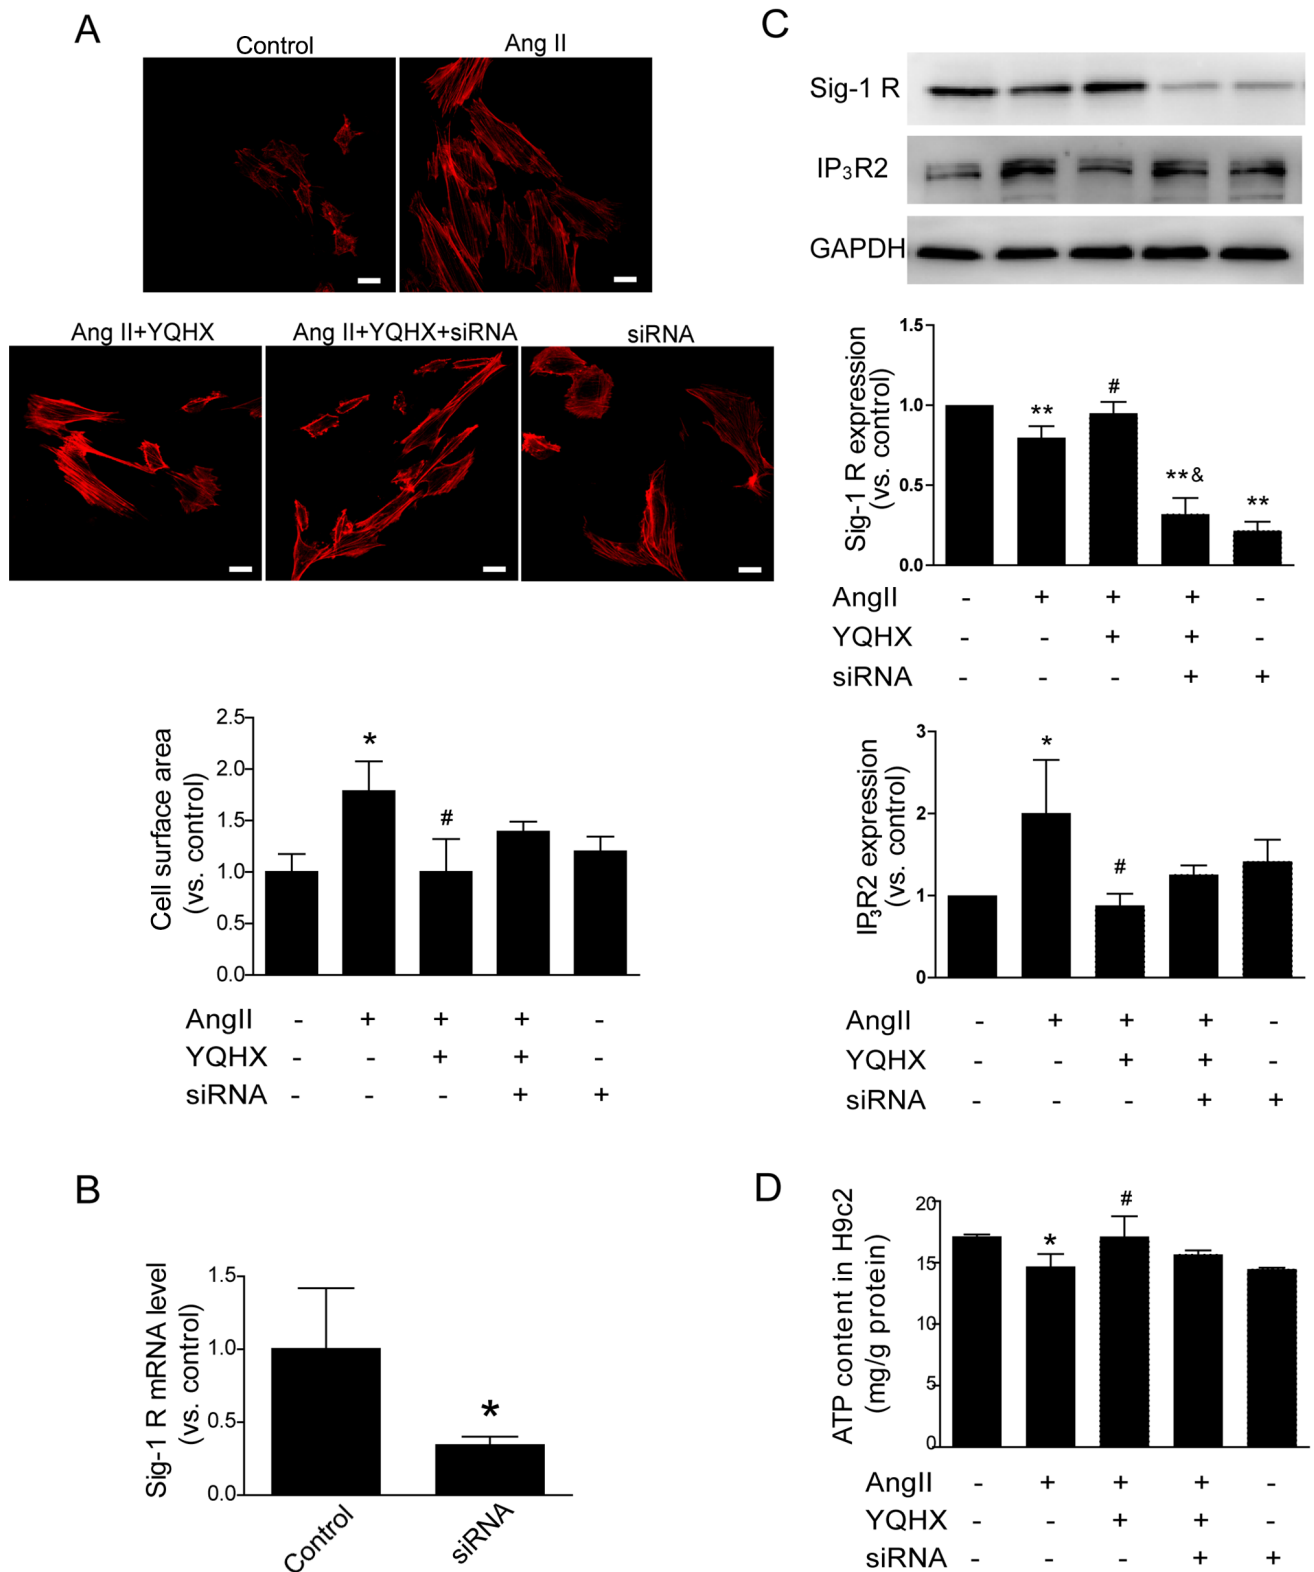 A
Control
Ang II
Ang II+YQHX
Ang II+YQHX+siRNA
siRNA
Cell surface area
(vs. control)
2.5
2.0
1.5
1.0
0.5
0.0
*
#
AngII - + + + -
YQHX - - + + -
siRNA - - - + +
B
Sig-1 R mRNA level
(vs. control)
1.5
1.0
0.5
0.0
*
Control
siRNA
C
Sig-1 R
IP₃R2
GAPDH
Sig-1 R expression
(vs. control)
1.5
1.0
0.5
0.0
**
#
**&
**
AngII - + + + -
YQHX - - + + -
siRNA - - - + +
IP₃R2 expression
(vs. control)
3
2
1
0
*
#
AngII - + + + -
YQHX - - + + -
siRNA - - - + +
D
ATP content in H9c2
(mg/g protein)
20
15
10
5
0
*
#
AngII - + + + -
YQHX - - + + -
siRNA - - - + +